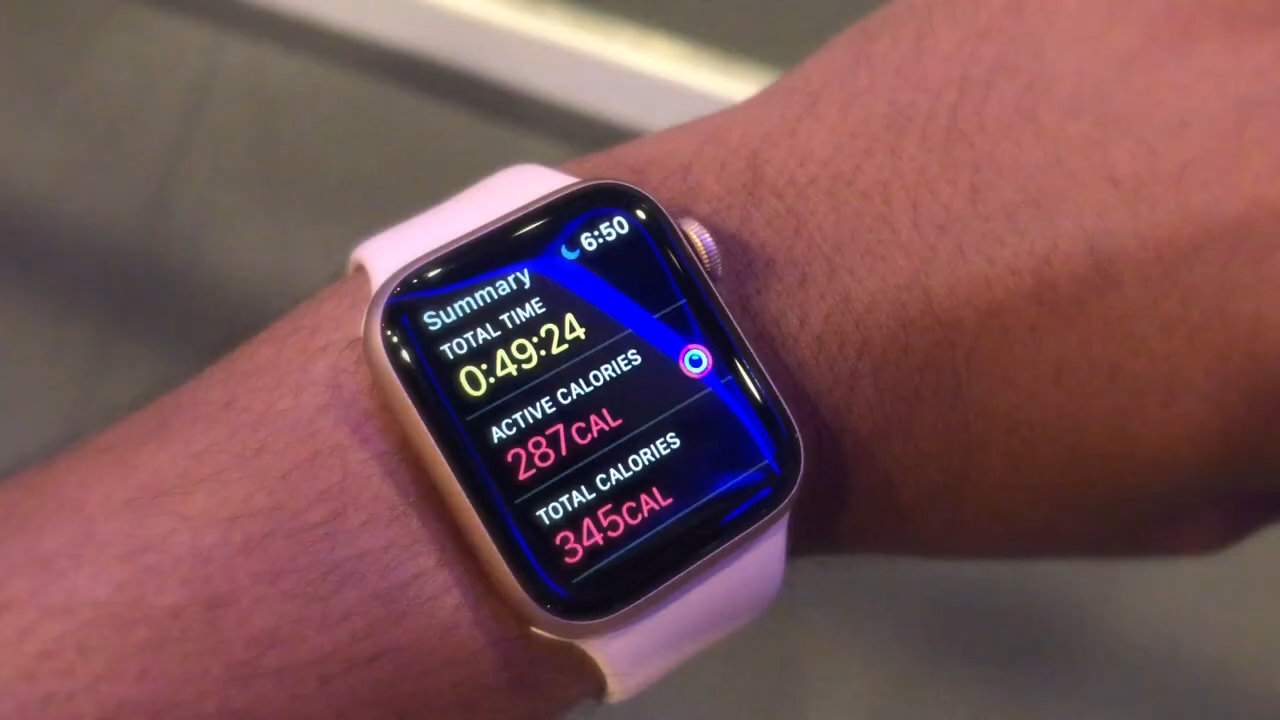 6:50
Summary
TOTAL TIME
0:49:24
ACTIVE CALORIES
287CAL
TOTAL CALORIES
345CAL